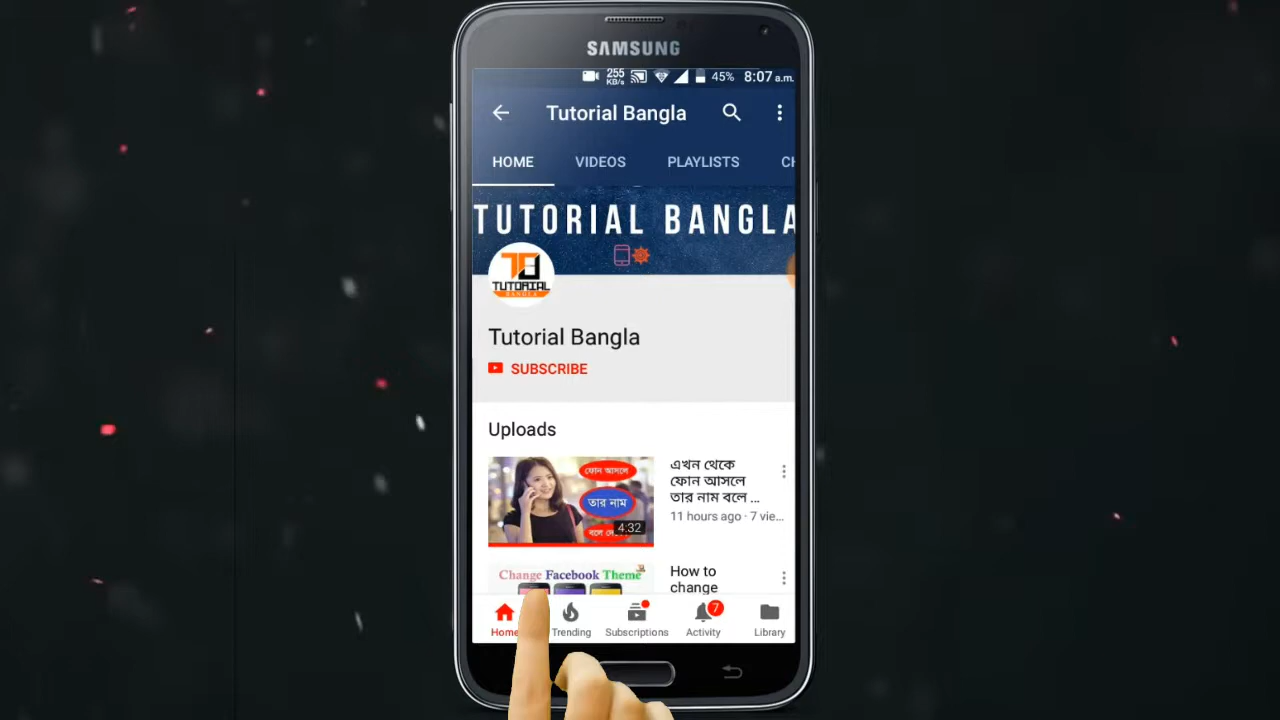 SAMSUNG
255
KB/s
45% 8:07 a.m.
Tutorial Bangla
HOME VIDEOS PLAYLISTS CH
TUTORIAL BANGLA
TUTORIAL
BANGLA
Tutorial Bangla
SUBSCRIBE
Uploads
ফোন আসলে
তার নাম
4:32
এখন থেকে
ফোন আসলে
তার নাম বলে ...
11 hours ago · 7 vie...
Change Facebook Theme
How to
change
7
Home Trending Subscriptions Activity Library